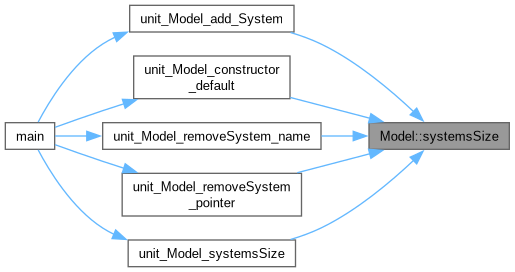 unit_Model_add_System
unit_Model_constructor
_default
main
unit_Model_removeSystem_name
Model::systemsSize
unit_Model_removeSystem
_pointer
unit_Model_systemsSize